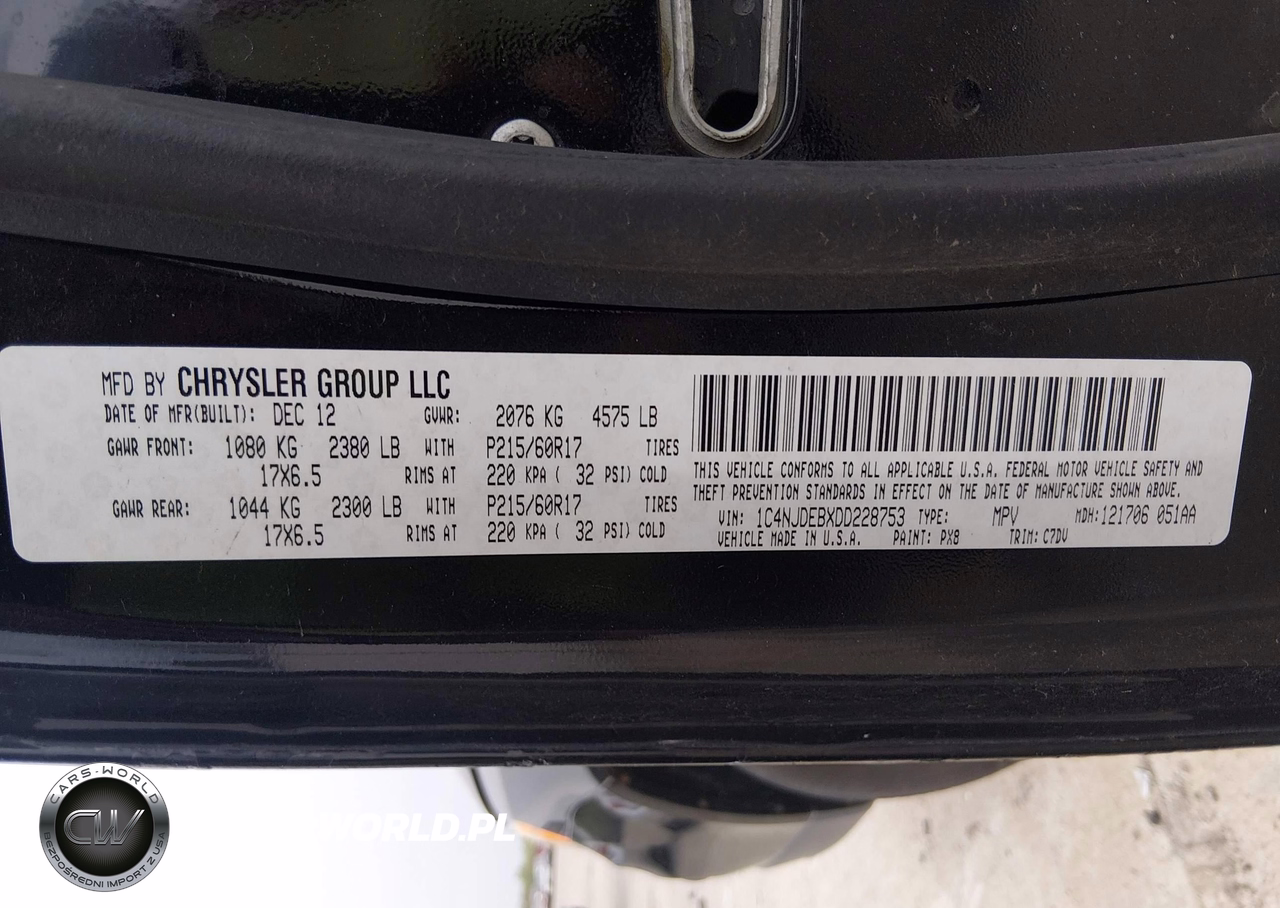 MFD BY CHRYSLER GROUP LLC
DATE OF MFR(BUILT): DEC 12 GVWR: 2076 KG 4575 LB
GAWR FRONT: 1080 KG 2380 LB WITH P215/60R17 TIRES
17X6.5 RIMS AT 220 KPA ( 32 PSI) COLD
GAWR REAR: 1044 KG 2300 LB WITH P215/60R17 TIRES
17X6.5 RIMS AT 220 KPA ( 32 PSI) COLD
THIS VEHICLE CONFORMS TO ALL APPLICABLE U.S.A. FEDERAL MOTOR VEHICLE SAFETY AND
THEFT PREVENTION STANDARDS IN EFFECT ON THE DATE OF MANUFACTURE SHOWN ABOVE.
VIN: 1C4NJDEBXDD228753 TYPE: MPV MDH:121706 051AA
VEHICLE MADE IN U.S.A. PAINT: PX8 TRIM: C7DV
CARS-WORLD
CW
BEZPOŚREDNI IMPORT Z USA
WORLD.PL